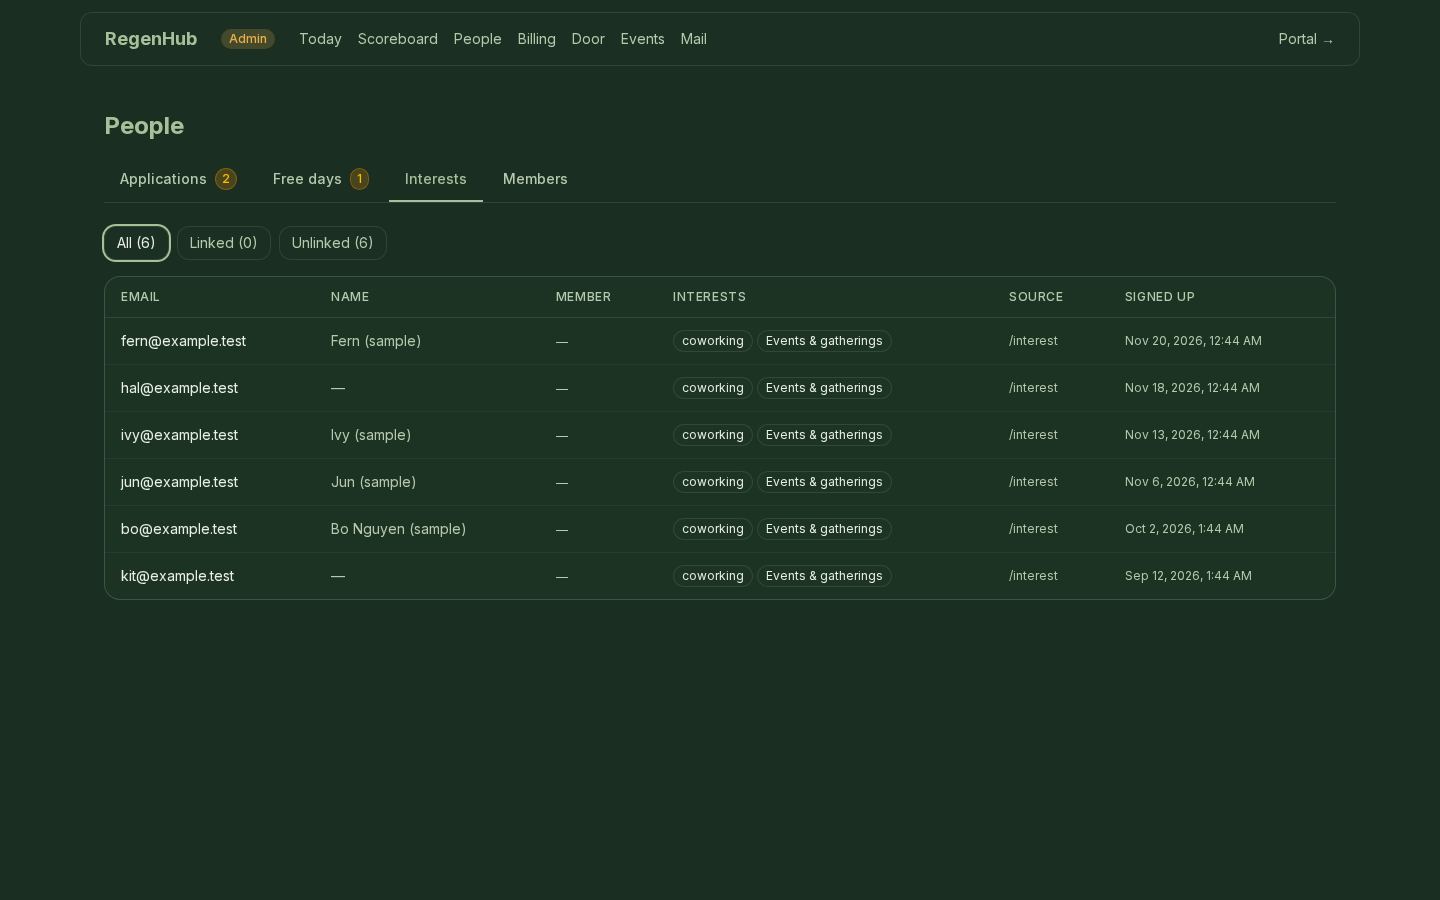 RegenHub Admin Today Scoreboard People Billing Door Events Mail Portal →
People
Applications 2 Free days 1 Interests Members
All (6) Linked (0) Unlinked (6)
EMAIL NAME MEMBER INTERESTS SOURCE SIGNED UP
fern@example.test Fern (sample) — coworking Events & gatherings /interest Nov 20, 2026, 12:44 AM
hal@example.test — — coworking Events & gatherings /interest Nov 18, 2026, 12:44 AM
ivy@example.test Ivy (sample) — coworking Events & gatherings /interest Nov 13, 2026, 12:44 AM
jun@example.test Jun (sample) — coworking Events & gatherings /interest Nov 6, 2026, 12:44 AM
bo@example.test Bo Nguyen (sample) — coworking Events & gatherings /interest Oct 2, 2026, 1:44 AM
kit@example.test — — coworking Events & gatherings /interest Sep 12, 2026, 1:44 AM